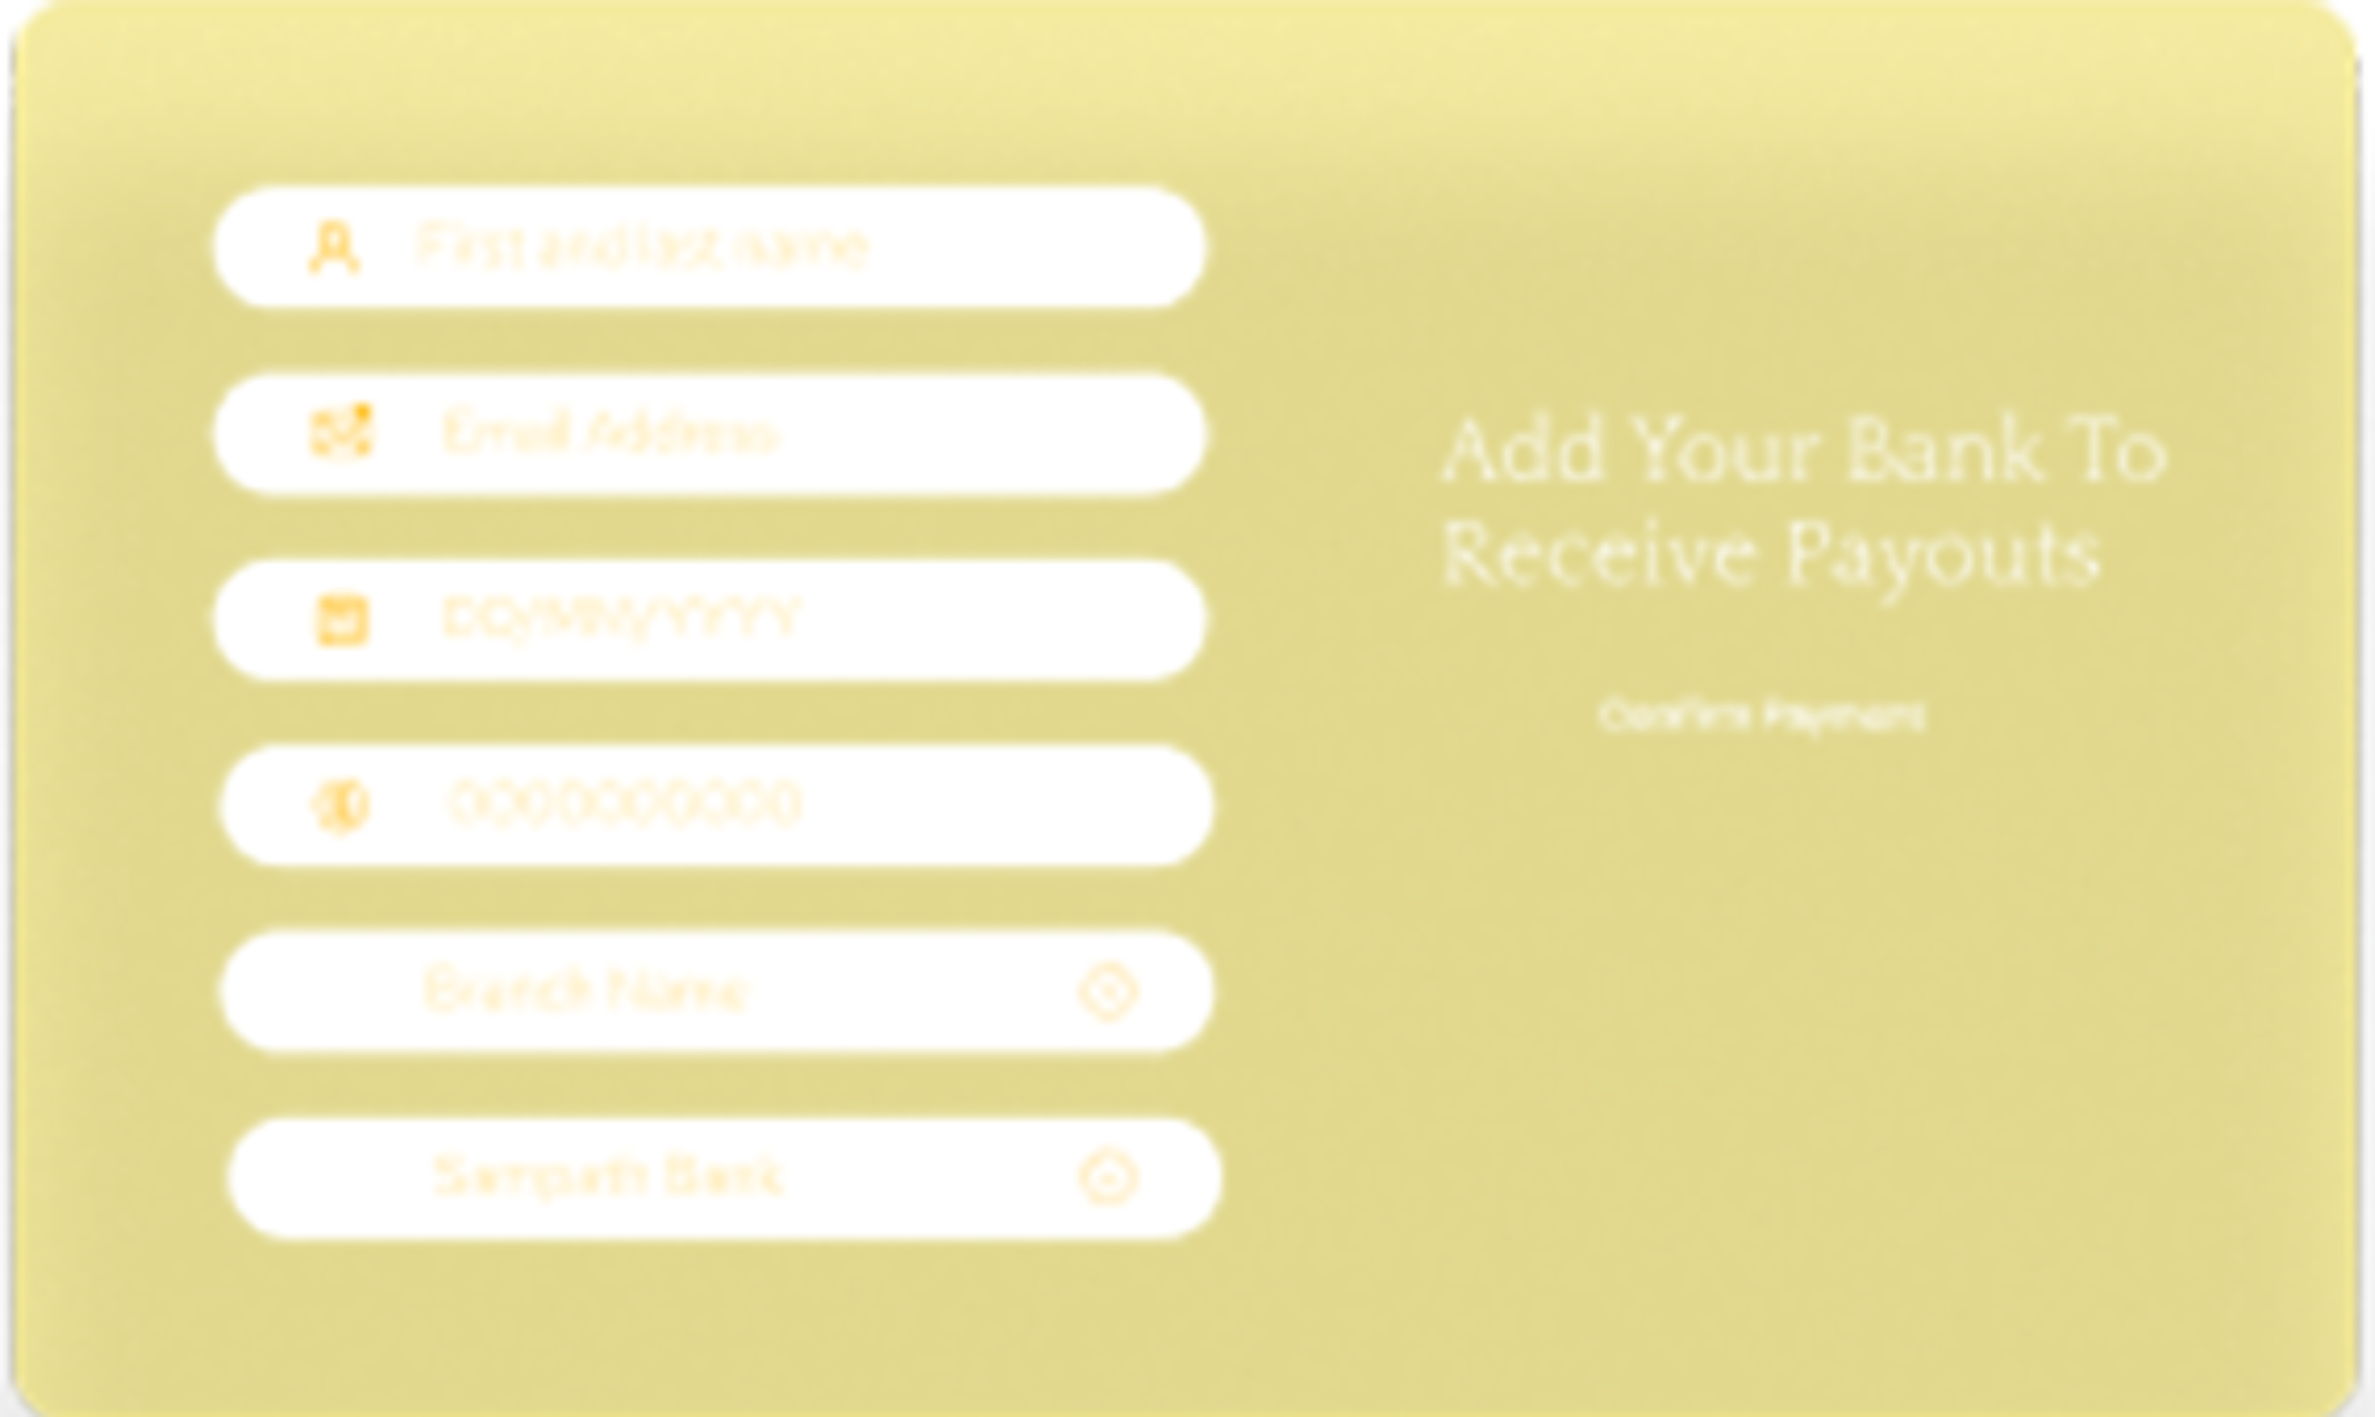 First and last name
Email Address
DD/MM/YYYY
0000000000
Branch Name
Sampath Bank
Add Your Bank To
Receive Payouts
Confirm Payment